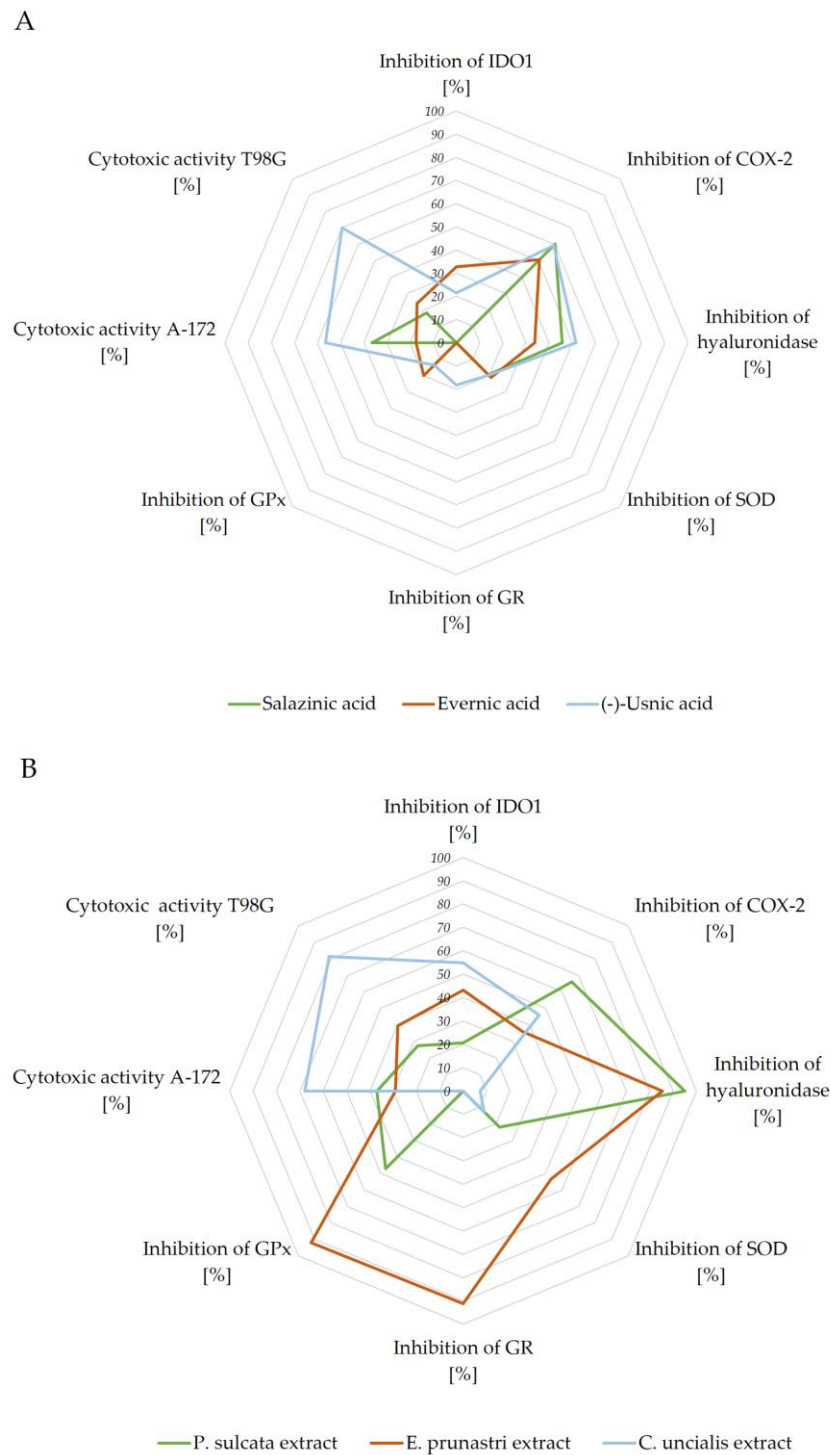 A
Inhibition of IDO1
[%]
100
90
80
70
60
50
40
30
20
10
0
Cytotoxic activity T98G
[%]
Inhibition of COX-2
[%]
Cytotoxic activity A-172
[%]
Inhibition of
hyaluronidase
[%]
Inhibition of GPx
[%]
Inhibition of SOD
[%]
Inhibition of GR
[%]
Salazinic acid
Evernic acid
(-)-Usnic acid
B
Inhibition of IDO1
[%]
100
90
80
70
60
50
40
30
20
10
0
Cytotoxic activity T98G
[%]
Inhibition of COX-2
[%]
Cytotoxic activity A-172
[%]
Inhibition of
hyaluronidase
[%]
Inhibition of GPx
[%]
Inhibition of SOD
[%]
Inhibition of GR
[%]
P. sulcata extract
E. prunastri extract
C. uncialis extract